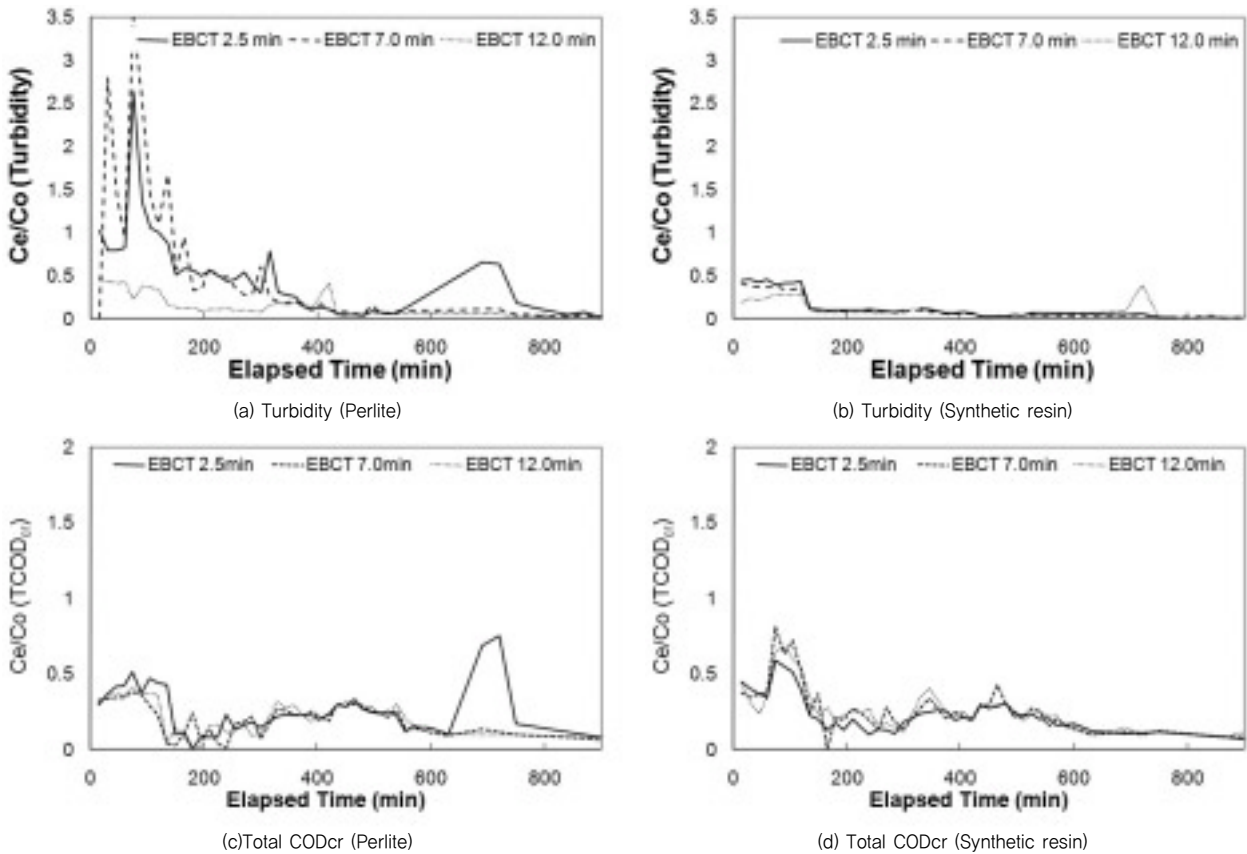 EBCT 2.5 min EBCT 7.0 min EBCT 12.0 min
Ce/Co (Turbidity)
3.5
3
2.5
2
1.5
1
0.5
0
0 200 400 600 800
Elapsed Time (min)
(a) Turbidity (Perlite)
EBCT 2.5 min EBCT 7.0 min EBCT 12.0 min
Ce/Co (Turbidity)
3.5
3
2.5
2
1.5
1
0.5
0
0 200 400 600 800
Elapsed Time (min)
(b) Turbidity (Synthetic resin)
EBCT 2.5min EBCT 7.0min EBCT 12.0min
Ce/Co (TCODcr)
2
1.5
1
0.5
0
0 200 400 600 800
Elapsed Time (min)
(c)Total CODcr (Perlite)
EBCT 2.5min EBCT 7.0min EBCT 12.0min
Ce/Co (TCODcr)
2
1.5
1
0.5
0
0 200 400 600 800
Elapsed Time (min)
(d) Total CODcr (Synthetic resin)